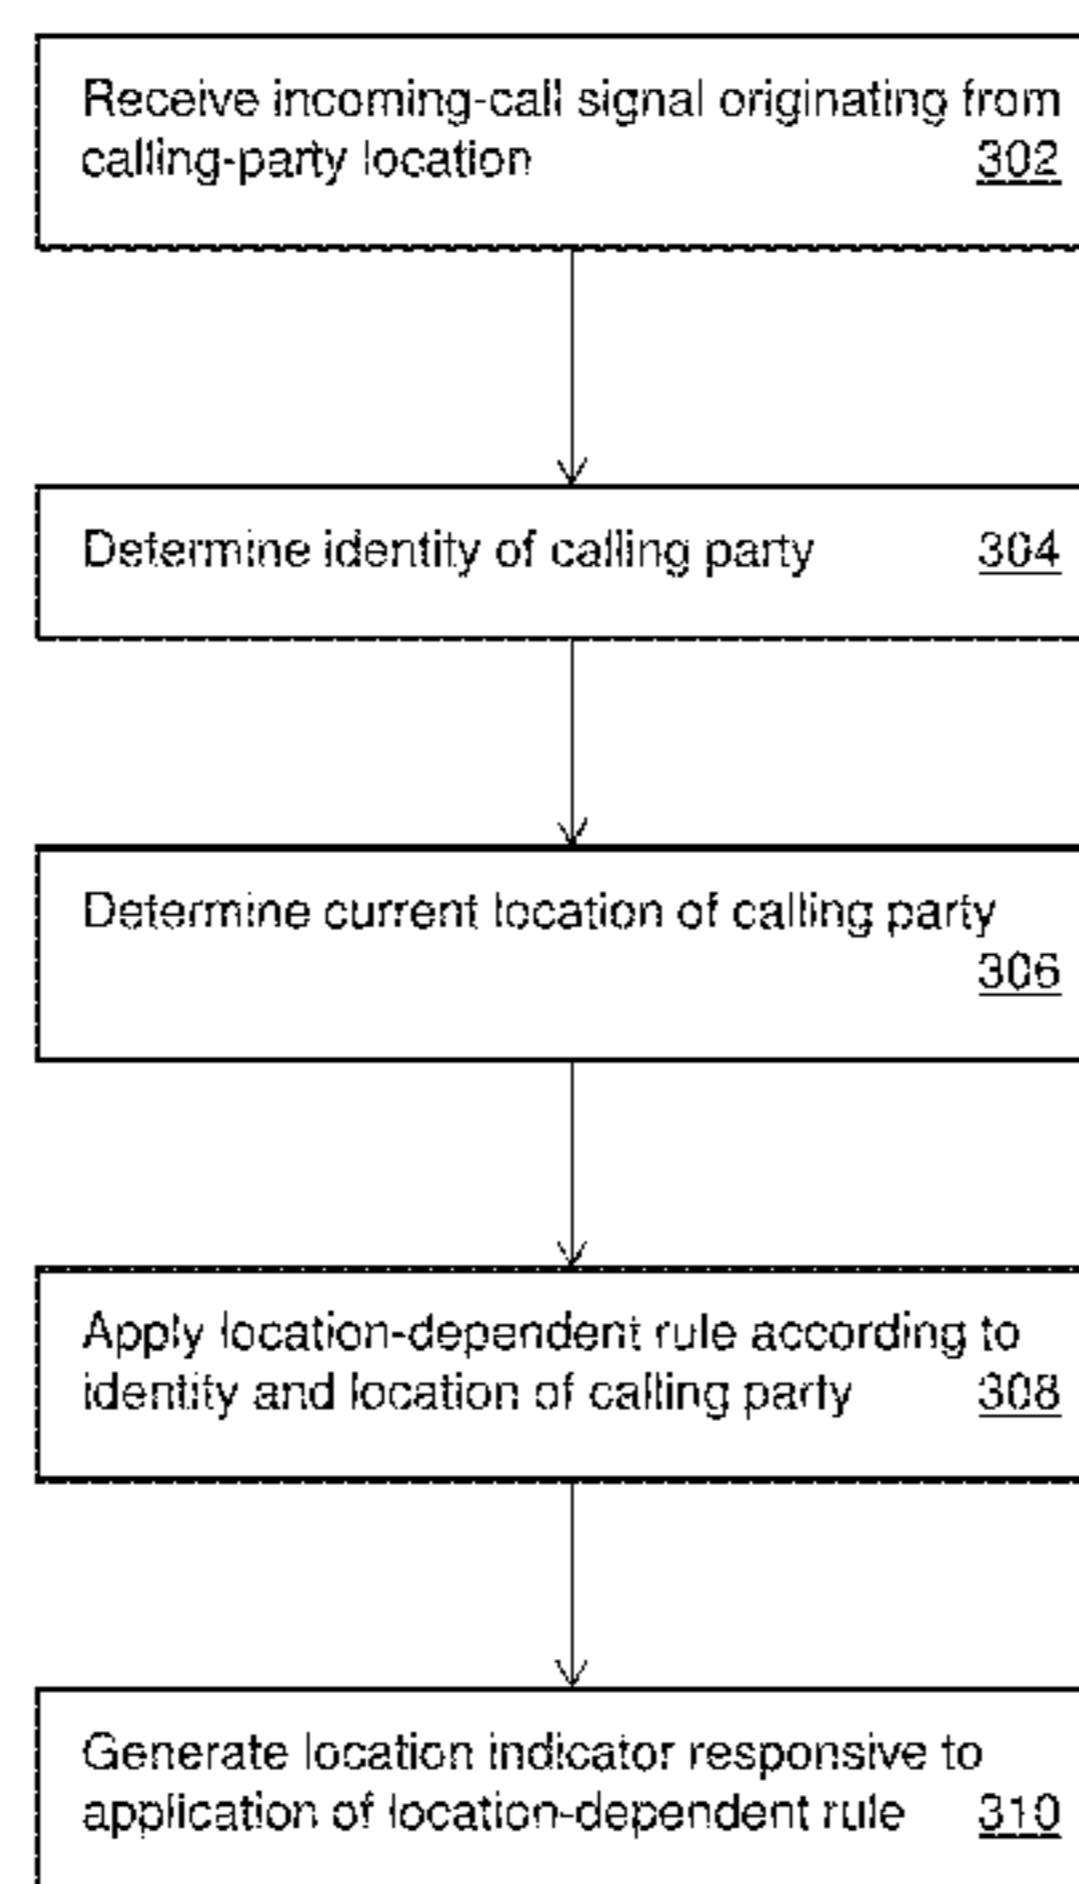 Receive incoming-call signal originating from
calling-party location 302
Determine identity of calling party 304
Determine current location of calling party
306
Apply location-dependent rule according to
identity and location of calling party 308
Generate location indicator responsive to
application of location-dependent rule 310